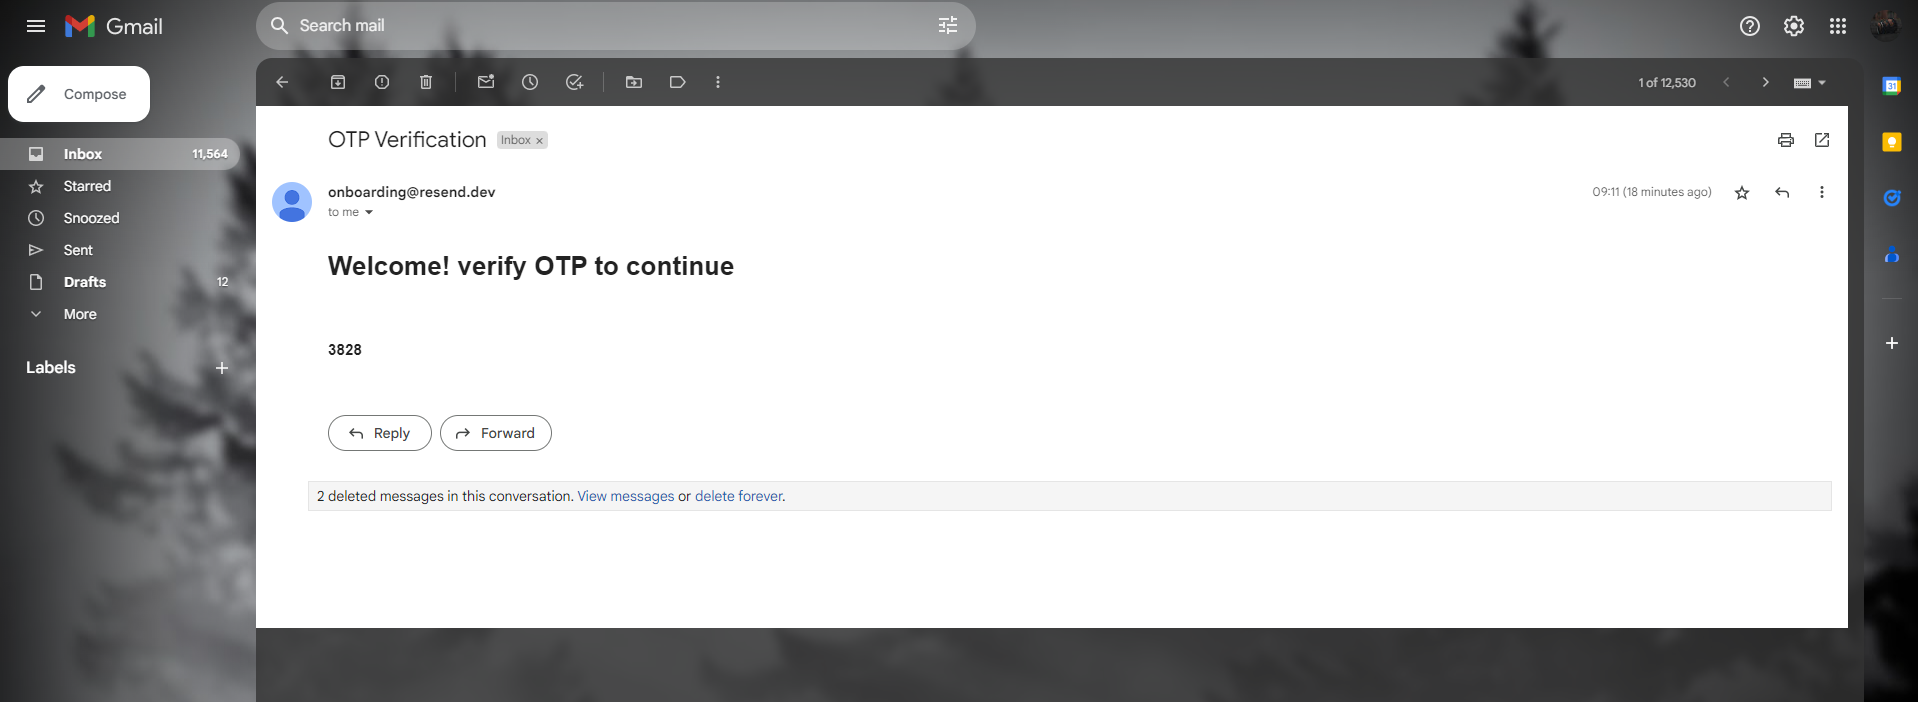 Gmail
Search mail
Compose
1 of 12,530
Inbox 11,564
Starred
Snoozed
Sent
Drafts 12
More
Labels
OTP Verification Inbox x
onboarding@resend.dev 09:11 (18 minutes ago)
to me
Welcome! verify OTP to continue
3828
Reply Forward
2 deleted messages in this conversation. View messages or delete forever.
31